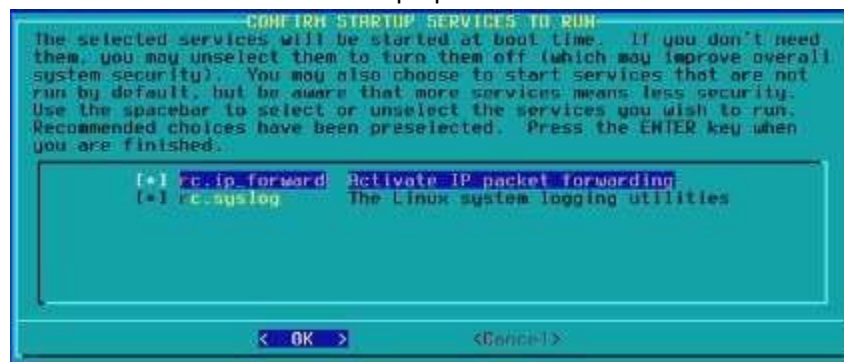 CONFIRM STARTUP SERVICES TO RUN
The selected services will be started at boot time.  If you don't need
them, you may unselect them to turn them off (which may improve overall
system security).  You may also choose to start services that are not
run by default, but be aware that more services means less security.
Use the spacebar to select or unselect the services you wish to run.
Recommended choices have been preselected.  Press the ENTER key when
you are finished.
[*] rc.ip_forward  Activate IP packet forwarding
[*] rc.syslog  The Linux system logging utilities
< OK > <Cancel>